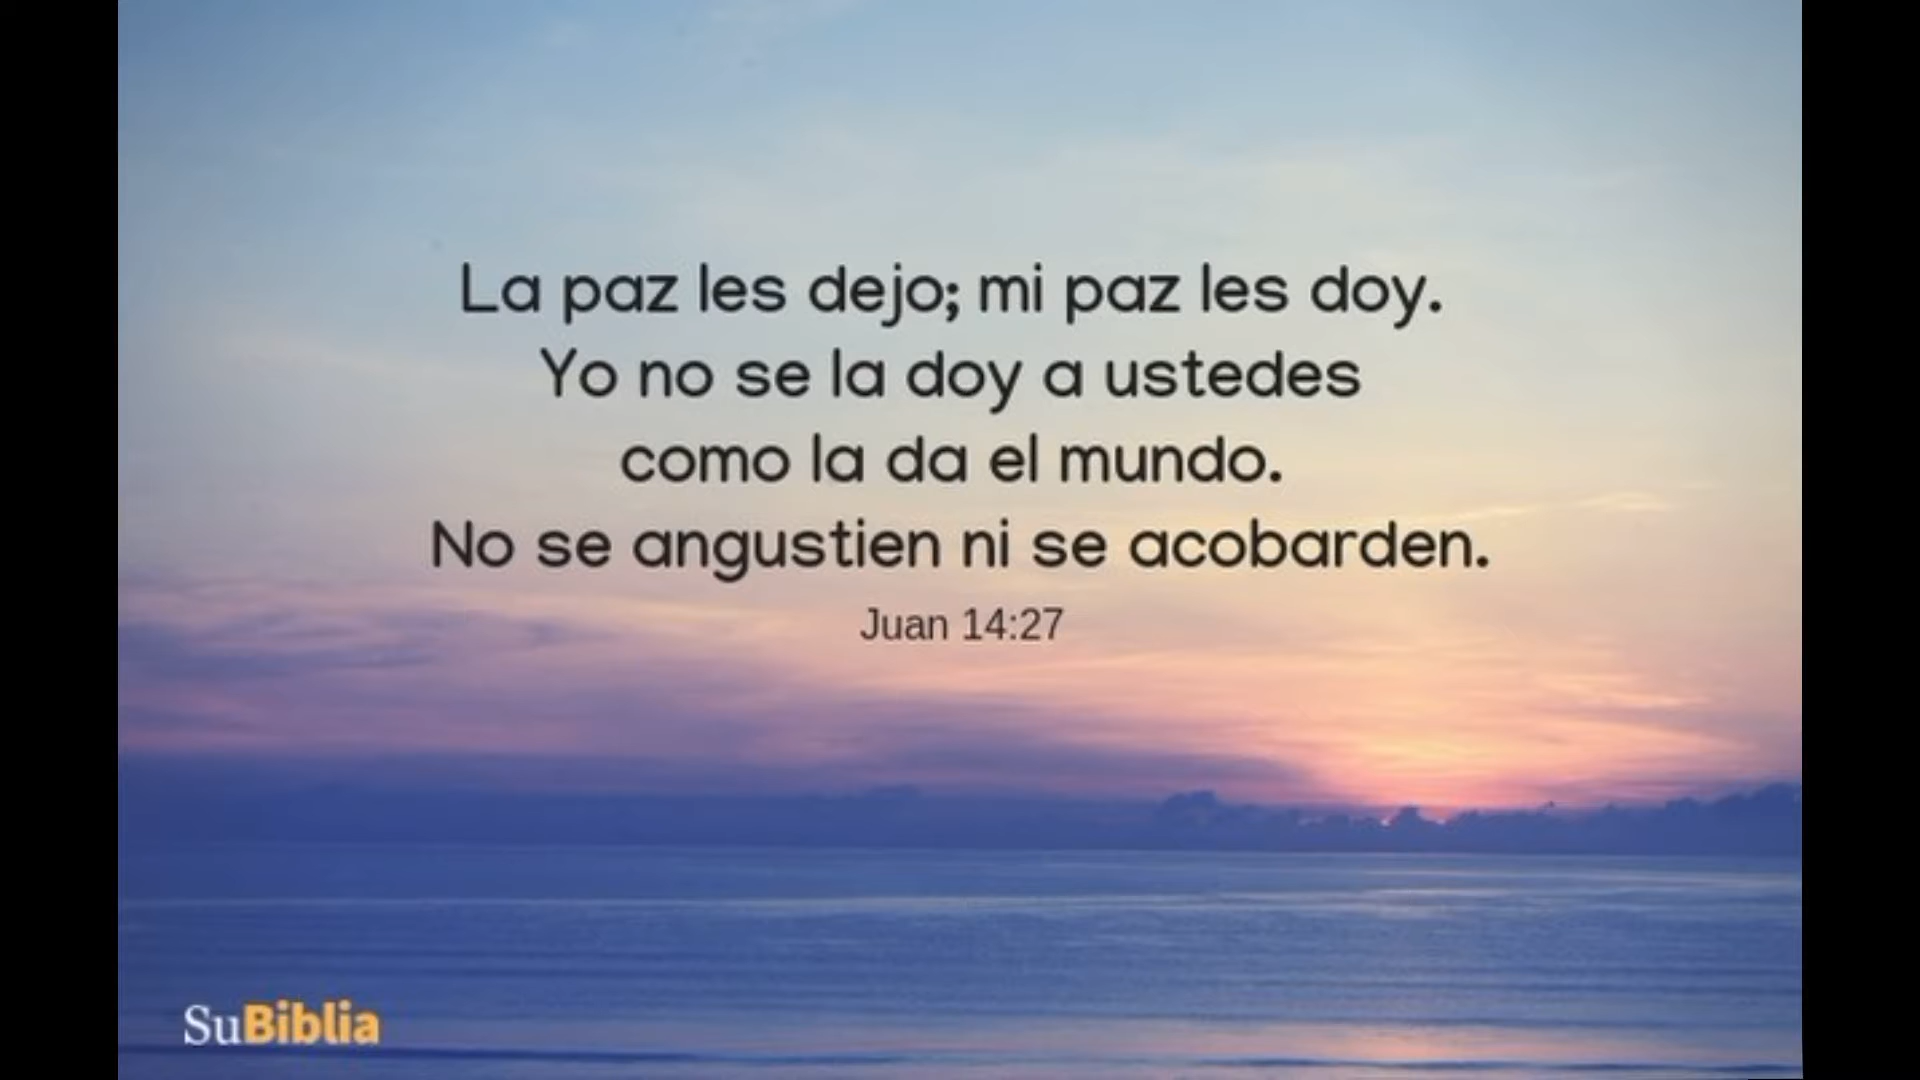 La paz les dejo; mi paz les doy.
Yo no se la doy a ustedes
como la da el mundo.
No se angustien ni se acobarden.
Juan 14:27
SuBiblia